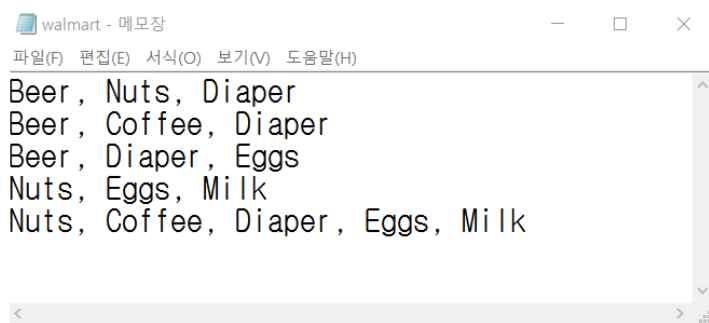 walmart - 메모장
파일(F) 편집(E) 서식(O) 보기(V) 도움말(H)
Beer, Nuts, Diaper
Beer, Coffee, Diaper
Beer, Diaper, Eggs
Nuts, Eggs, Milk
Nuts, Coffee, Diaper, Eggs, Milk